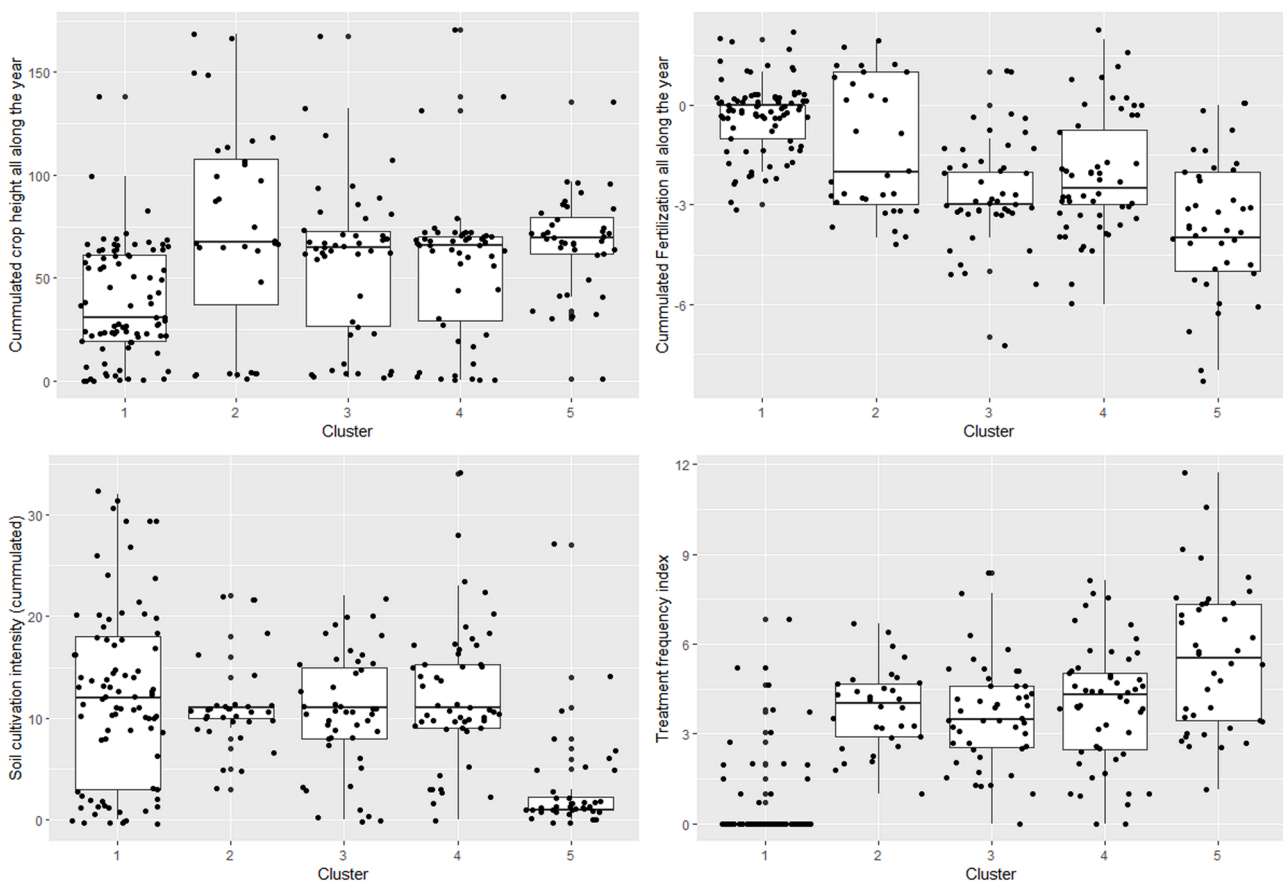 Cummulated crop height all along the year
150
100
50
0
1 2 3 4 5
Cluster
Cummulated Fertilization all along the year
0
-3
-6
1 2 3 4 5
Cluster
Soil cultivation intensity (cummulated)
30
20
10
0
1 2 3 4 5
Cluster
Treatment frequency index
12
9
6
3
0
1 2 3 4 5
Cluster